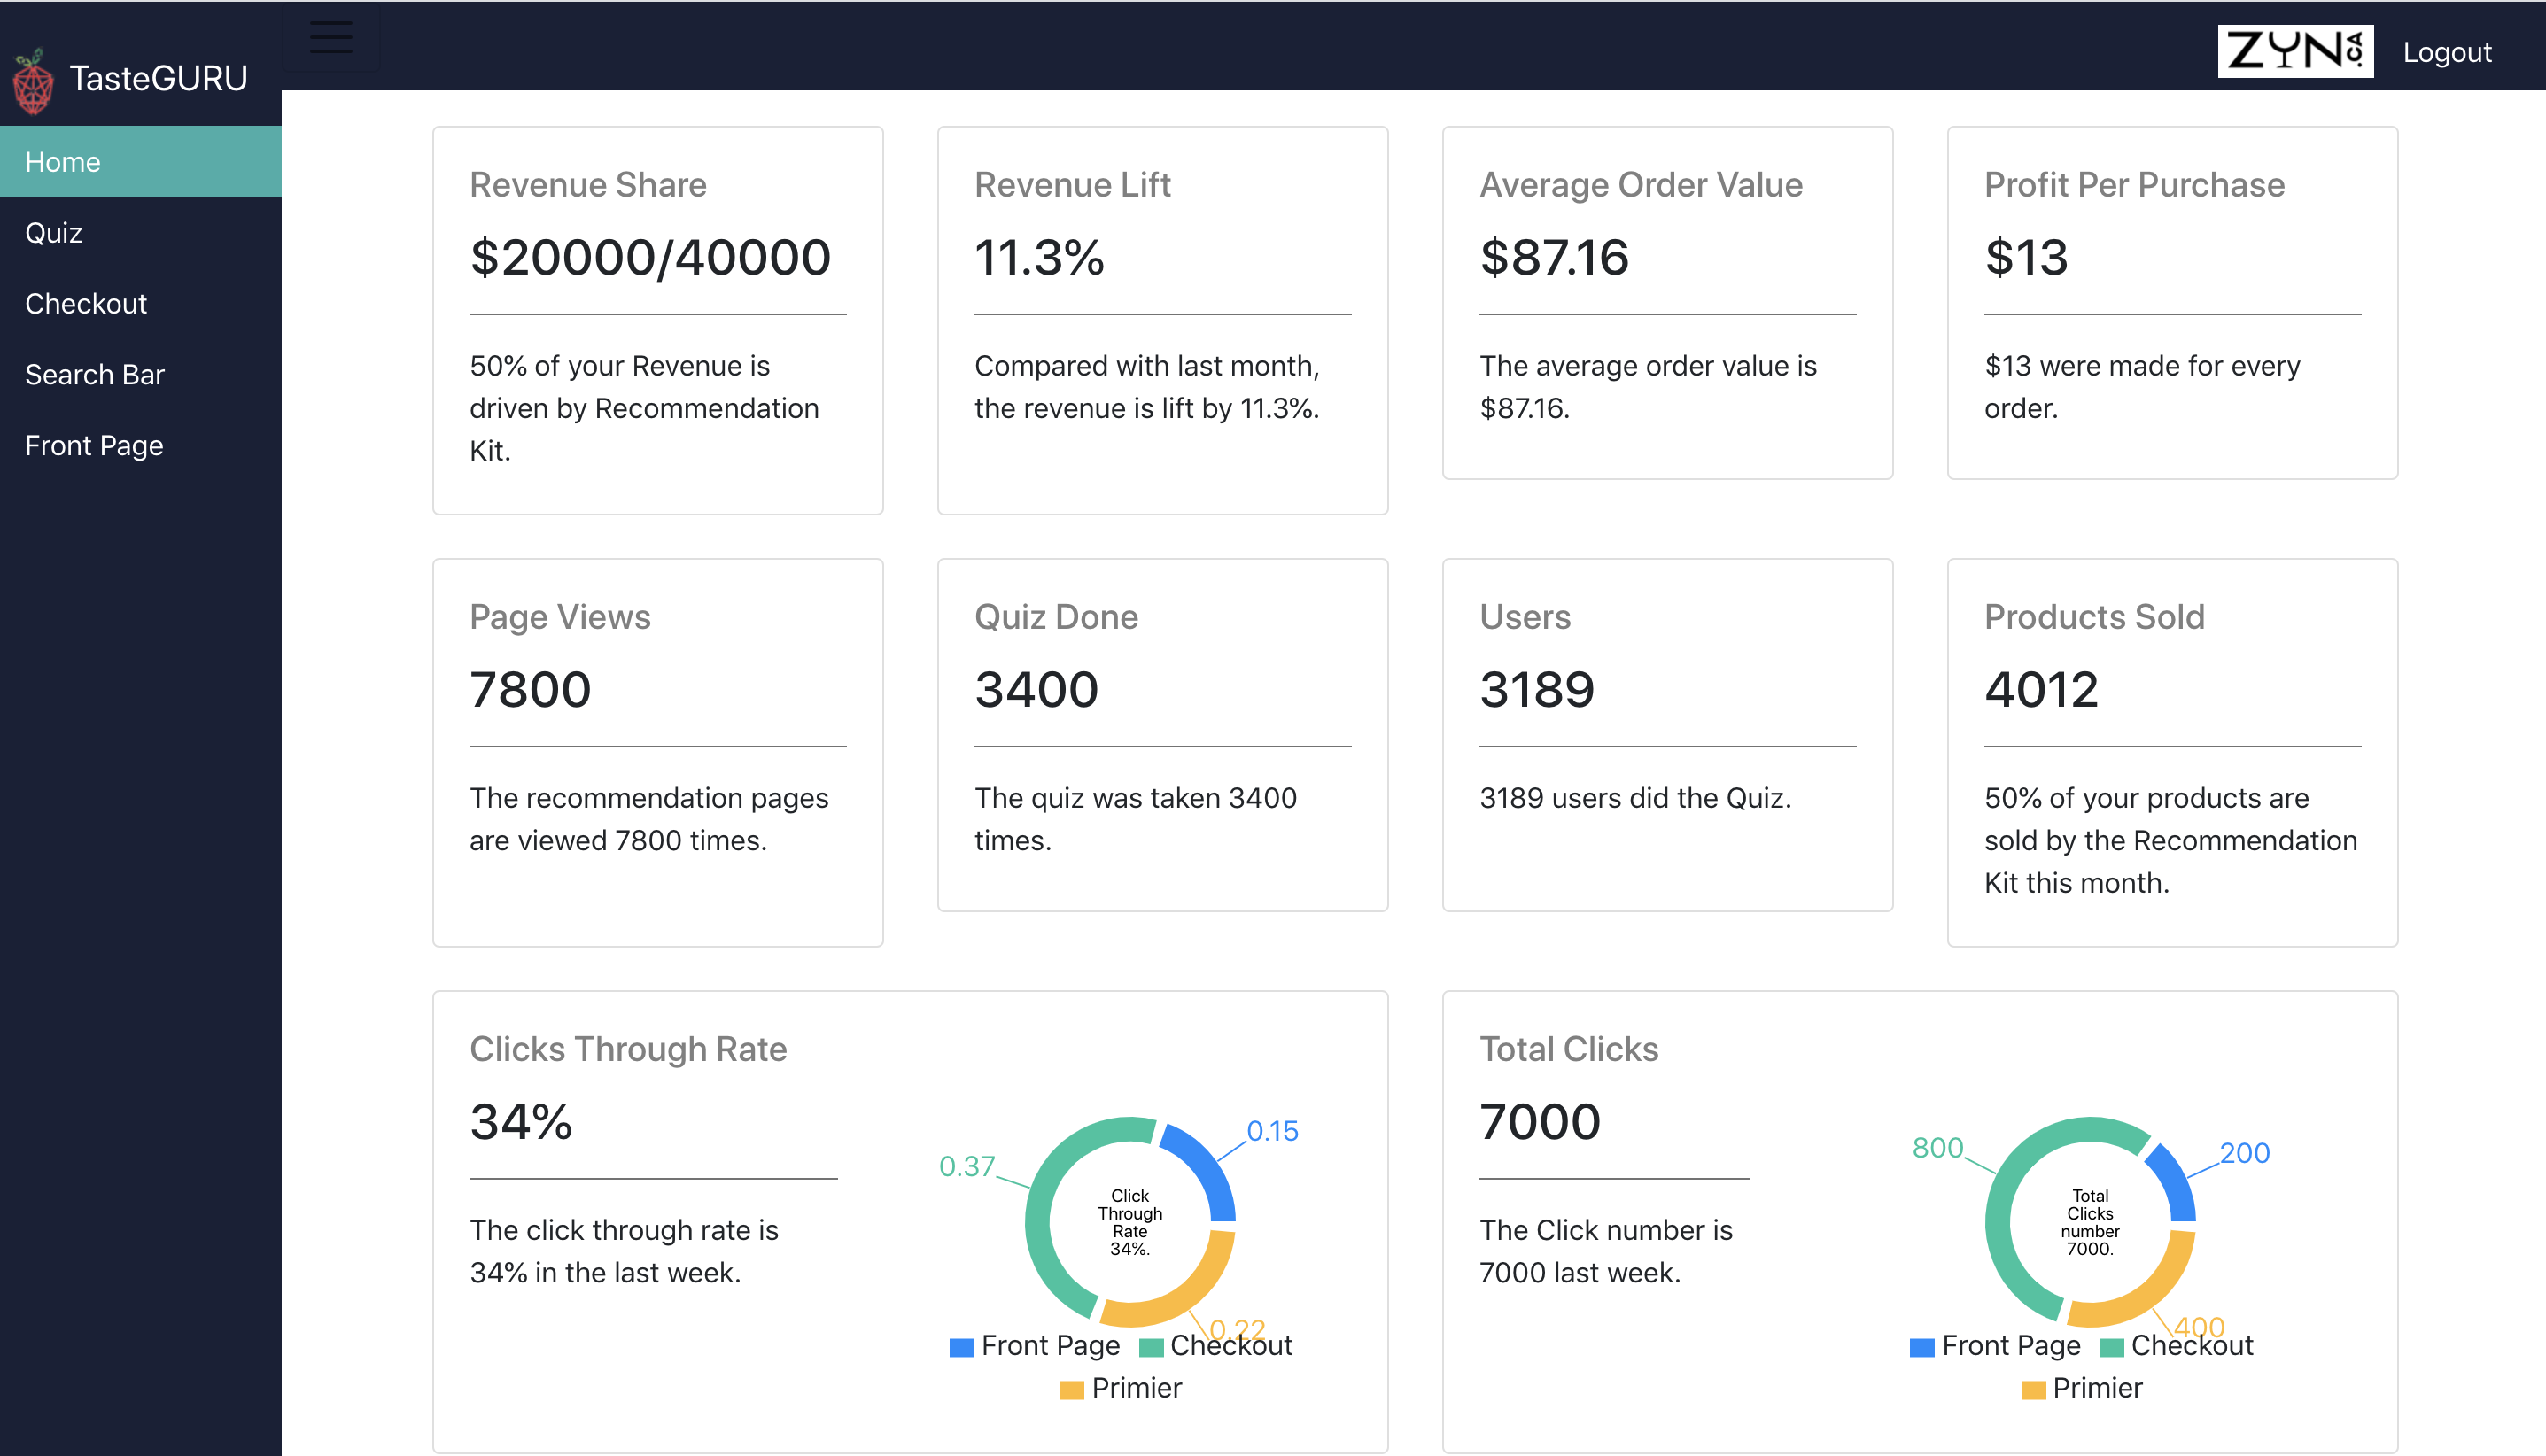 TasteGURU
ZYN.CA
Logout
Home
Quiz
Checkout
Search Bar
Front Page
Revenue Share
$20000/40000
50% of your Revenue is
driven by Recommendation
Kit.
Revenue Lift
11.3%
Compared with last month,
the revenue is lift by 11.3%.
Average Order Value
$87.16
The average order value is
$87.16.
Profit Per Purchase
$13
$13 were made for every
order.
Page Views
7800
The recommendation pages
are viewed 7800 times.
Quiz Done
3400
The quiz was taken 3400
times.
Users
3189
3189 users did the Quiz.
Products Sold
4012
50% of your products are
sold by the Recommendation
Kit this month.
Clicks Through Rate
34%
The click through rate is
34% in the last week.
0.15
0.37
Click
Through
Rate
34%.
0.22
Front Page Checkout
Primier
Total Clicks
7000
The Click number is
7000 last week.
800
200
Total
Clicks
number
7000.
400
Front Page Checkout
Primier